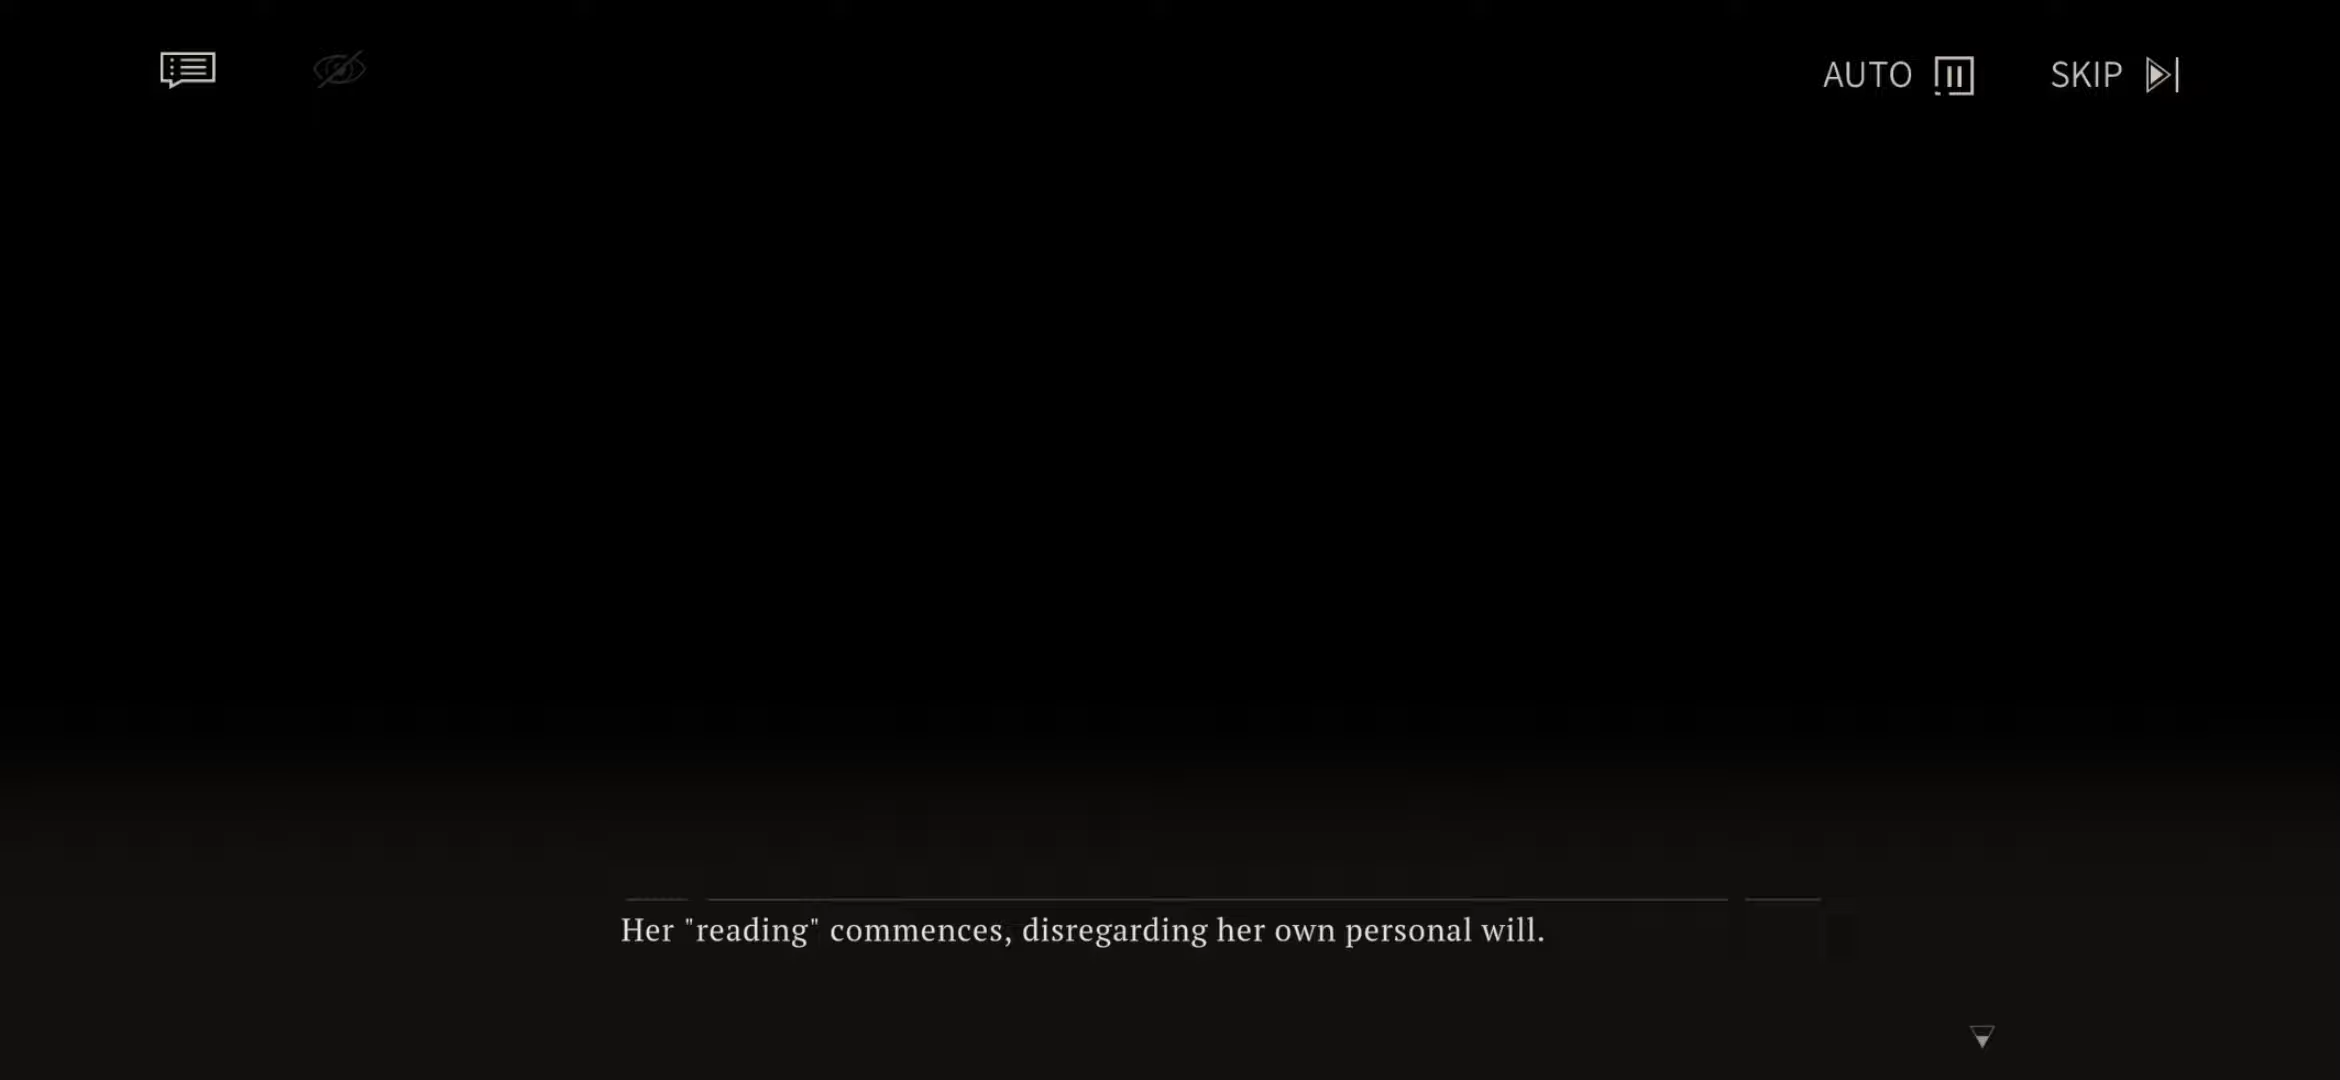 AUTO
SKIP
Her "reading" commences, disregarding her own personal will.